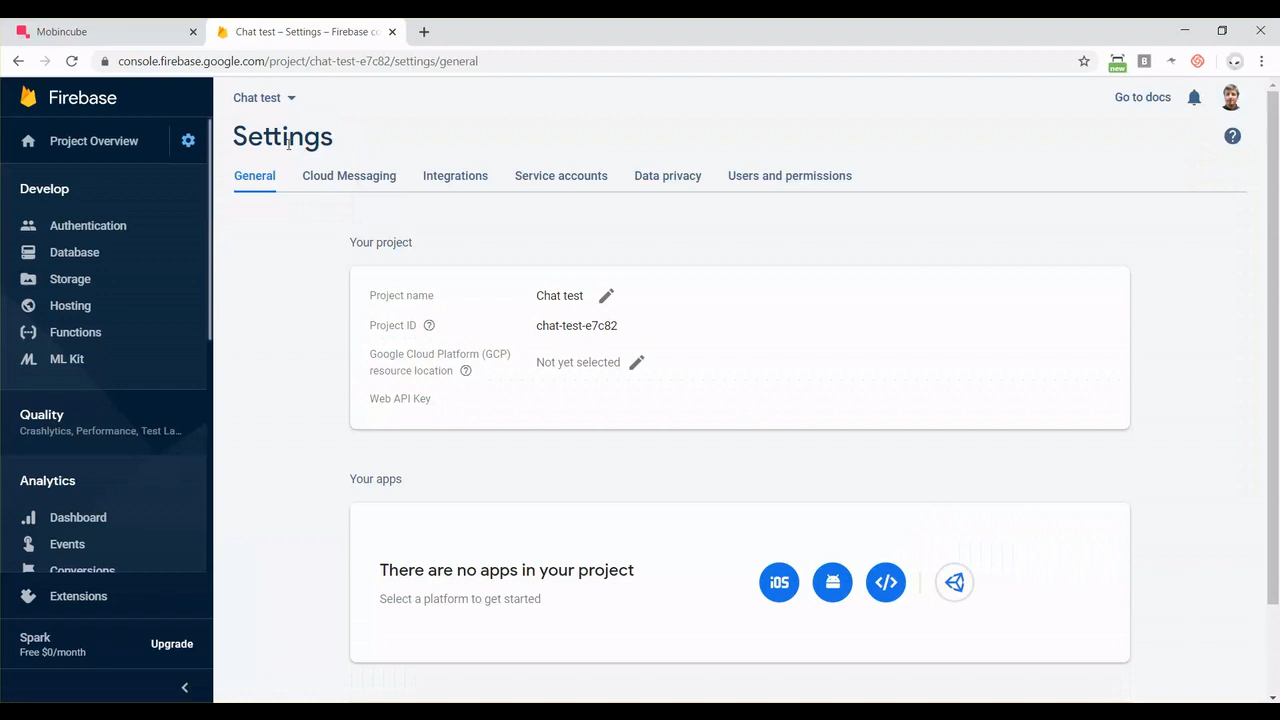 Mobincube
Chat test – Settings – Firebase co
console.firebase.google.com/project/chat-test-e7c82/settings/general
new
B
Firebase
Project Overview
Develop
Authentication
Database
Storage
Hosting
Functions
ML Kit
Quality
Crashlytics, Performance, Test La...
Analytics
Dashboard
Events
Conversions
Extensions
Spark
Free $0/month
Upgrade
Chat test
Go to docs
Settings
General
Cloud Messaging
Integrations
Service accounts
Data privacy
Users and permissions
Your project
Project name
Chat test
Project ID
chat-test-e7c82
Google Cloud Platform (GCP)
resource location
Not yet selected
Web API Key
Your apps
There are no apps in your project
Select a platform to get started
iOS